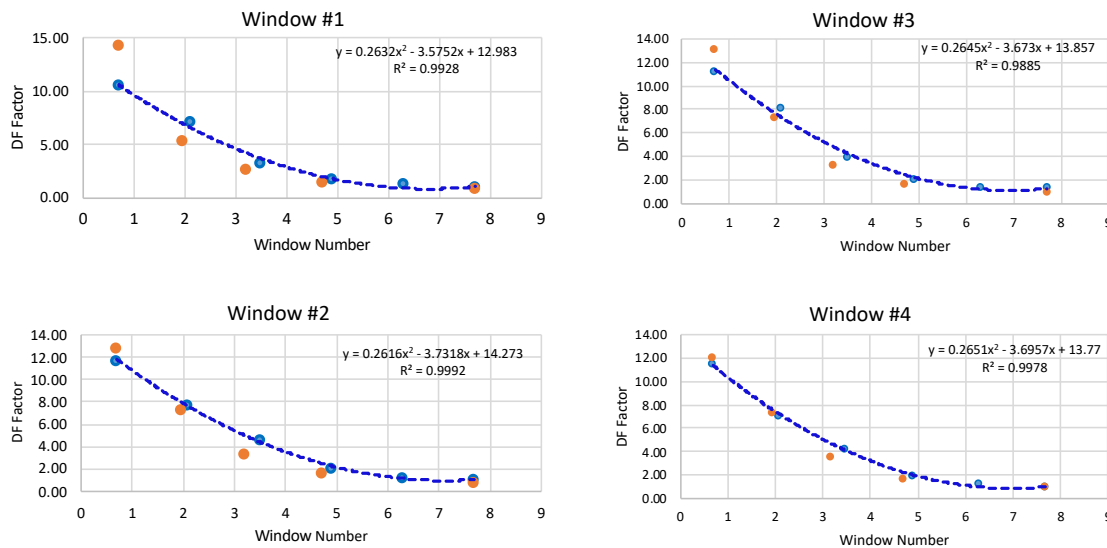 Window #1
y = 0.2632x² - 3.5752x + 12.983
R² = 0.9928
15.00
10.00
5.00
0.00
DF Factor
0 1 2 3 4 5 6 7 8 9
Window Number
Window #3
y = 0.2645x² - 3.673x + 13.857
R² = 0.9885
14.00
12.00
10.00
8.00
6.00
4.00
2.00
0.00
DF Factor
0 1 2 3 4 5 6 7 8 9
Window Number
Window #2
y = 0.2616x² - 3.7318x + 14.273
R² = 0.9992
14.00
12.00
10.00
8.00
6.00
4.00
2.00
0.00
DF Factor
0 1 2 3 4 5 6 7 8 9
Window Number
Window #4
y = 0.2651x² - 3.6957x + 13.77
R² = 0.9978
14.00
12.00
10.00
8.00
6.00
4.00
2.00
0.00
DF Factor
0 1 2 3 4 5 6 7 8 9
Window Number